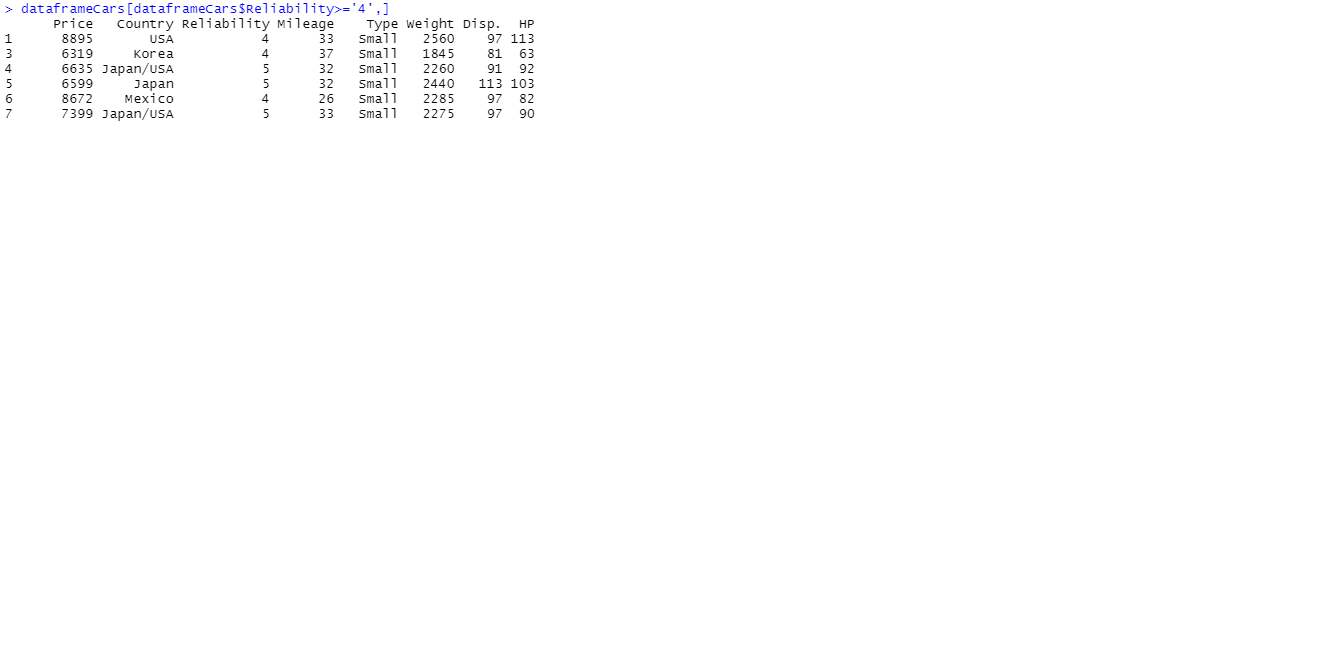 > dataframeCars[dataframeCars$Reliability>='4',]
      Price   Country Reliability Mileage    Type Weight Disp.  HP
1      8895       USA           4      33   Small   2560    97 113
3      6319     Korea           4      37   Small   1845    81  63
4      6635 Japan/USA           5      32   Small   2260    91  92
5      6599     Japan           5      32   Small   2440   113 103
6      8672    Mexico           4      26   Small   2285    97  82
7      7399 Japan/USA           5      33   Small   2275    97  90